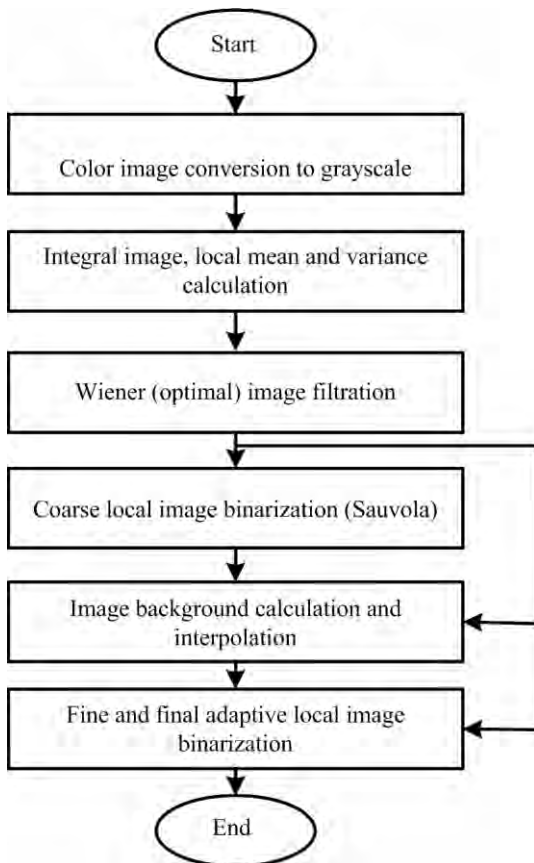 Start
Color image conversion to grayscale
Integral image, local mean and variance
calculation
Wiener (optimal) image filtration
Coarse local image binarization (Sauvola)
Image background calculation and
interpolation
Fine and final adaptive local image
binarization
End